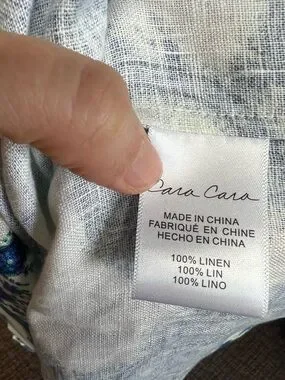 Cara Cara
MADE IN CHINA
FABRIQUÉ EN CHINE
HECHO EN CHINA
100% LINEN
100% LIN
100% LINO